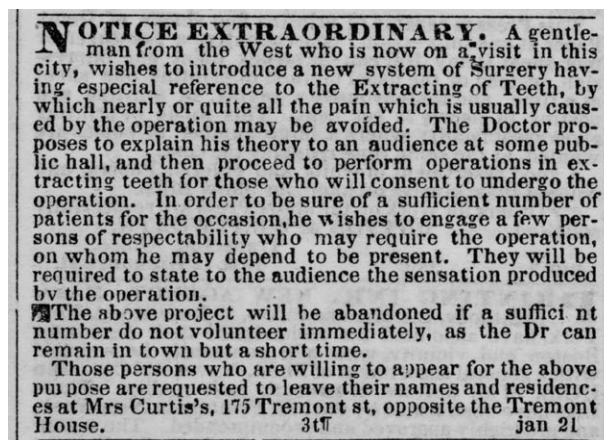 NOTICE EXTRAORDINARY. A gentle-
man from the West who is now on a visit in this
city, wishes to introduce a new system of Surgery hav-
ing especial reference to the Extracting of Teeth, by
which nearly or quite all the pain which is usually caus-
ed by the operation may be avoided. The Doctor pro-
poses to explain his theory to an audience at some pub-
lic hall, and then proceed to perform operations in ex-
tracting teeth for those who will consent to undergo the
operation. In order to be sure of a sufficient number of
patients for the occasion, he wishes to engage a few per-
sons of respectability who may require the operation,
on whom he may depend to be present. They will be
required to state to the audience the sensation produced
by the operation.
☞The above project will be abandoned if a suffici nt
number do not volunteer immediately, as the Dr can
remain in town but a short time.
Those persons who are willing to appear for the above
purpose are requested to leave their names and residenc-
es at Mrs Curtis's, 175 Tremont st, opposite the Tremont
House. 3t¶ jan 21